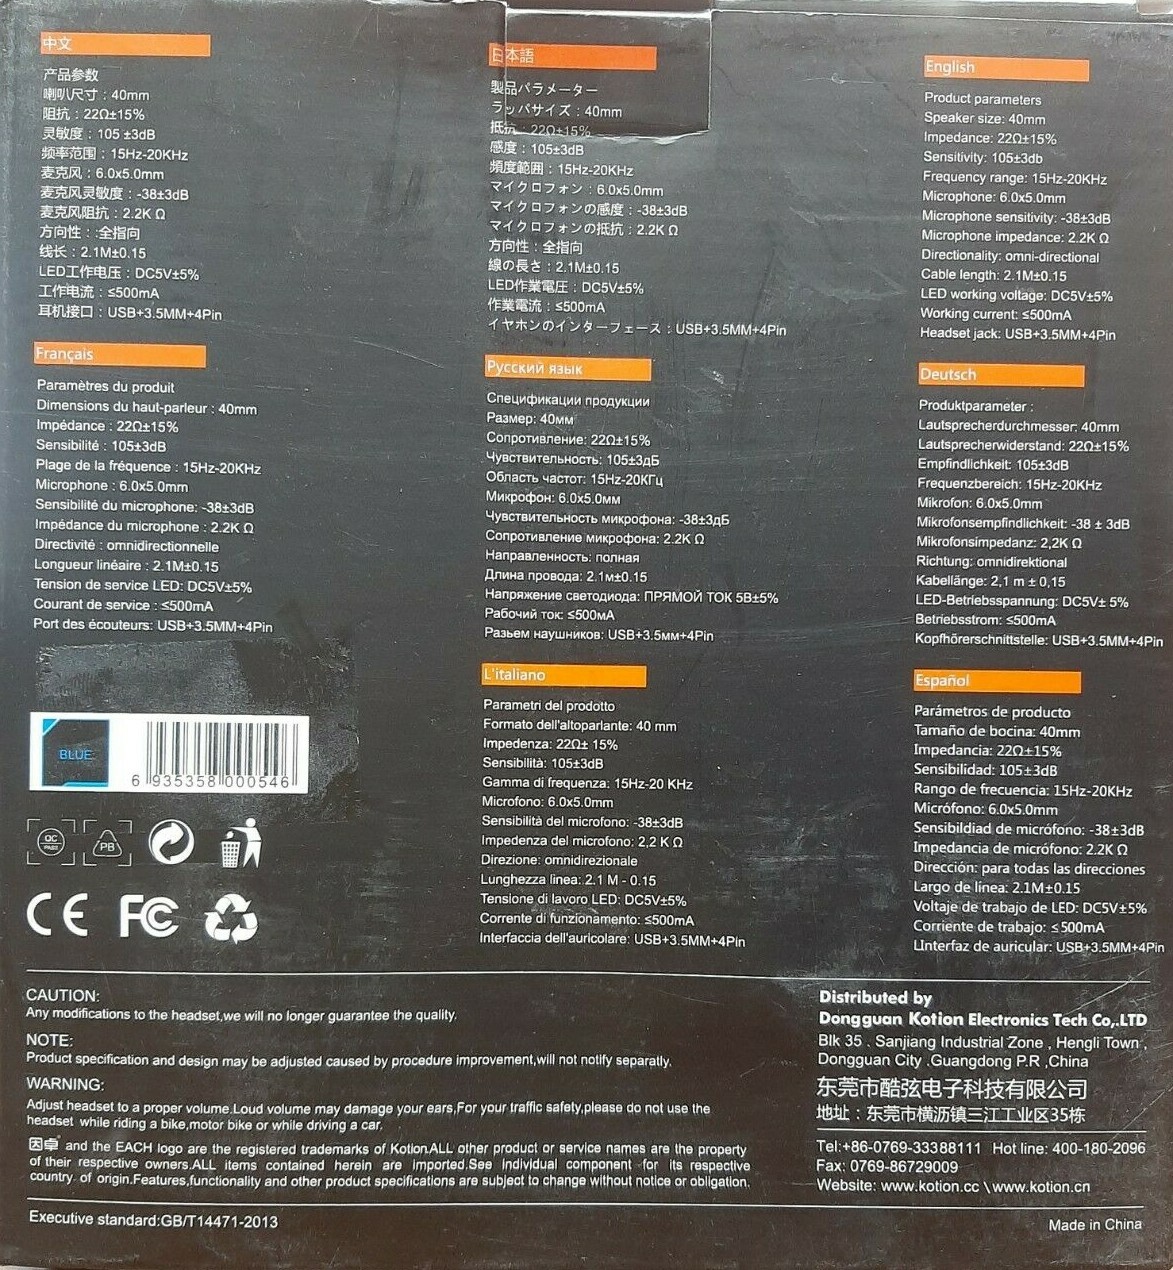 中文
产品参数
喇叭尺寸：40mm
阻抗：22Ω±15%
灵敏度：105 ±3dB
频率范围：15Hz-20KHz
麦克风：6.0x5.0mm
麦克风灵敏度：-38±3dB
麦克风阻抗：2.2K Ω
方向性：:全指向
线长：2.1M±0.15
LED工作电压：DC5V±5%
工作电流：≤500mA
耳机接口：USB+3.5MM+4Pin
日本語
製品パラメーター
ラッパサイズ：40mm
抵抗：22Ω±15%
感度：105±3dB
頻度範囲：15Hz-20KHz
マイクロフォン：6.0x5.0mm
マイクロフォンの感度：-38±3dB
マイクロフォンの抵抗：2.2K Ω
方向性：全指向
線の長さ：2.1M±0.15
LED作業電圧：DC5V±5%
作業電流：≤500mA
イヤホンのインターフェース：USB+3.5MM+4Pin
English
Product parameters
Speaker size: 40mm
Impedance: 22Ω±15%
Sensitivity: 105±3db
Frequency range: 15Hz-20KHz
Microphone: 6.0x5.0mm
Microphone sensitivity: -38±3dB
Microphone impedance: 2.2K Ω
Directionality: omni-directional
Cable length: 2.1M±0.15
LED working voltage: DC5V±5%
Working current: ≤500mA
Headset jack: USB+3.5MM+4Pin
Français
Paramètres du produit
Dimensions du haut-parleur : 40mm
Impédance : 22Ω±15%
Sensibilité : 105±3dB
Plage de la fréquence : 15Hz-20KHz
Microphone : 6.0x5.0mm
Sensibilité du microphone: -38±3dB
Impédance du microphone : 2.2K Ω
Directivité : omnidirectionnelle
Longueur linéaire : 2.1M±0.15
Tension de service LED: DC5V±5%
Courant de service : ≤500mA
Port des écouteurs: USB+3.5MM+4Pin
Русский язык
Спецификации продукции
Размер: 40мм
Сопротивление: 22Ω±15%
Чувствительность: 105±3дБ
Область частот: 15Hz-20КГц
Микрофон: 6.0x5.0мм
Чувствительность микрофона: -38±3дБ
Сопротивление микрофона: 2.2K Ω
Направленность: полная
Длина провода: 2.1м±0.15
Напряжение светодиода: ПРЯМОЙ ТОК 5В±5%
Рабочий ток: ≤500мА
Разьем наушников: USB+3.5мм+4Pin
Deutsch
Produktparameter :
Lautsprecherdurchmesser: 40mm
Lautsprecherwiderstand: 22Ω±15%
Empfindlichkeit: 105±3dB
Frequenzbereich: 15Hz-20KHz
Mikrofon: 6.0x5.0mm
Mikrofonsempfindlichkeit: -38 ± 3dB
Mikrofonsimpedanz: 2,2K Ω
Richtung: omnidirektional
Kabellänge: 2,1 m ± 0,15
LED-Betriebsspannung: DC5V± 5%
Betriebsstrom: ≤500mA
Kopfhörerschnittstelle: USB+3.5MM+4Pin
L'italiano
Parametri del prodotto
Formato dell'altoparlante: 40 mm
Impedenza: 22Ω± 15%
Sensibilità: 105±3dB
Gamma di frequenza: 15Hz-20 KHz
Microfono: 6.0x5.0mm
Sensibilità del microfono: -38±3dB
Impedenza del microfono: 2,2 K Ω
Direzione: omnidirezionale
Lunghezza linea: 2.1 M - 0.15
Tensione di lavoro LED: DC5V±5%
Corrente di funzionamento: ≤500mA
Interfaccia dell'auricolare: USB+3.5MM+4Pin
Español
Parámetros de producto
Tamaño de bocina: 40mm
Impedancia: 22Ω±15%
Sensibilidad: 105±3dB
Rango de frecuencia: 15Hz-20KHz
Micrófono: 6.0x5.0mm
Sensibildiad de micrófono: -38±3dB
Impedancia de micrófono: 2.2K Ω
Dirección: para todas las direcciones
Largo de línea: 2.1M±0.15
Voltaje de trabajo de LED: DC5V±5%
Corriente de trabajo: ≤500mA
LInterfaz de auricular: USB+3.5MM+4Pin
BLUE
6 935358 000546
QC PASS
PB
CE FC
CAUTION:
Any modifications to the headset,we will no longer guarantee the quality.
NOTE:
Product specification and design may be adjusted caused by procedure improvement,will not notify separatly.
WARNING:
Adjust headset to a proper volume.Loud volume may damage your ears,For your traffic safety,please do not use the
headset while riding a bike,motor bike or while driving a car.
因卓 and the EACH logo are the registered trademarks of Kotion.ALL other product or service names are the property
of their respective owners.ALL items contained herein are imported.See individual component for its respective
country of origin.Features,functionality and other product specifications are subject to change without notice or obligation.
Executive standard:GB/T14471-2013
Distributed by
Dongguan Kotion Electronics Tech Co,.LTD
Blk 35 , Sanjiang Industrial Zone , Hengli Town ,
Dongguan City .Guangdong P.R ,China
东莞市酷弦电子科技有限公司
地址：东莞市横沥镇三江工业区35栋
Tel:+86-0769-33388111 Hot line: 400-180-2096
Fax: 0769-86729009
Website: www.kotion.cc \ www.kotion.cn
Made in China